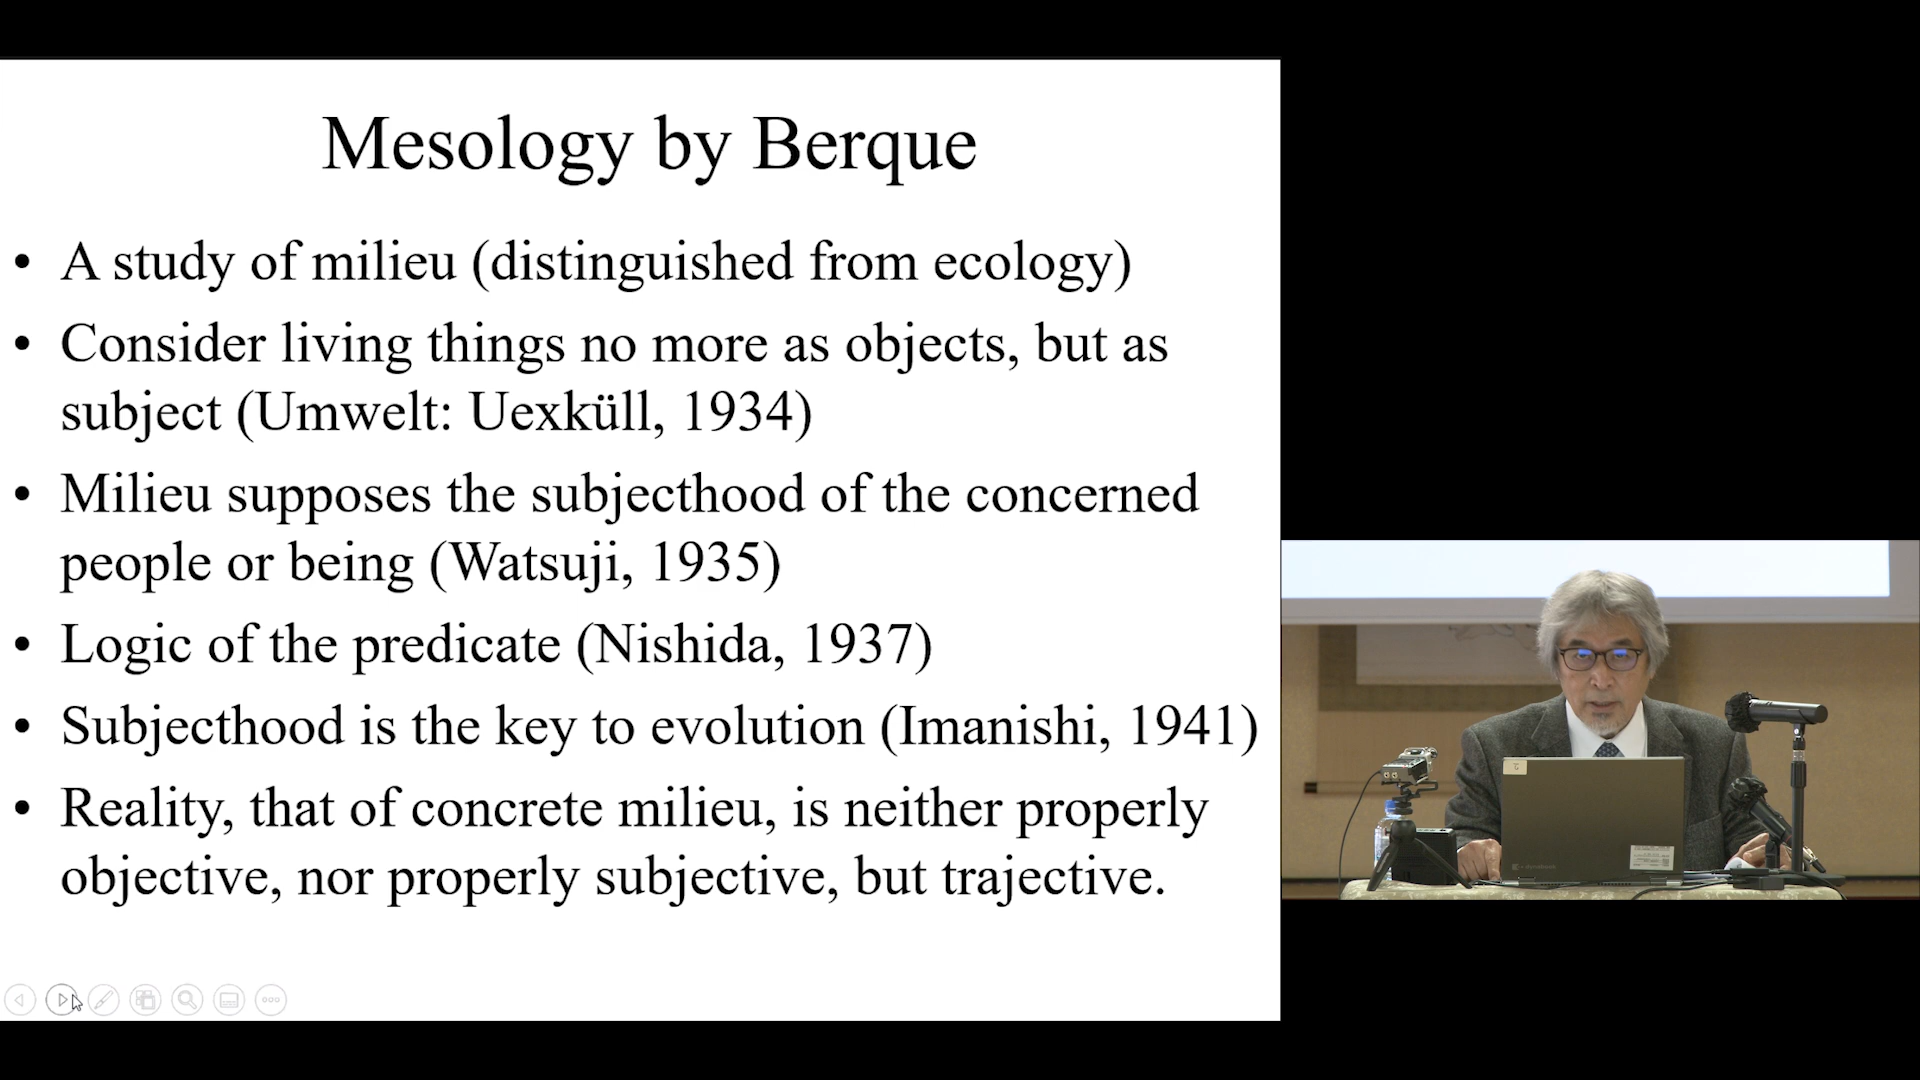 Mesology by Berque
• A study of milieu (distinguished from ecology)
• Consider living things no more as objects, but as
subject (Umwelt: Uexküll, 1934)
• Milieu supposes the subjecthood of the concerned
people or being (Watsuji, 1935)
• Logic of the predicate (Nishida, 1937)
• Subjecthood is the key to evolution (Imanishi, 1941)
• Reality, that of concrete milieu, is neither properly
objective, nor properly subjective, but trajective.